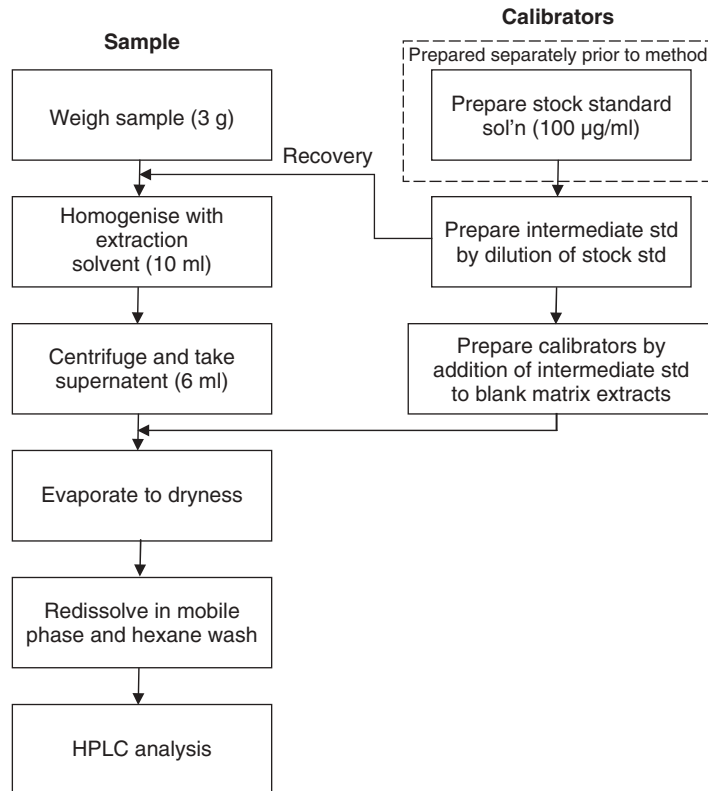 Sample
Weigh sample (3 g)
Homogenise with
extraction
solvent (10 ml)
Centrifuge and take
supernatent (6 ml)
Evaporate to dryness
Redissolve in mobile
phase and hexane wash
HPLC analysis
Recovery
Calibrators
Prepared separately prior to method
Prepare stock standard
sol'n (100 µg/ml)
Prepare intermediate std
by dilution of stock std
Prepare calibrators by
addition of intermediate std
to blank matrix extracts